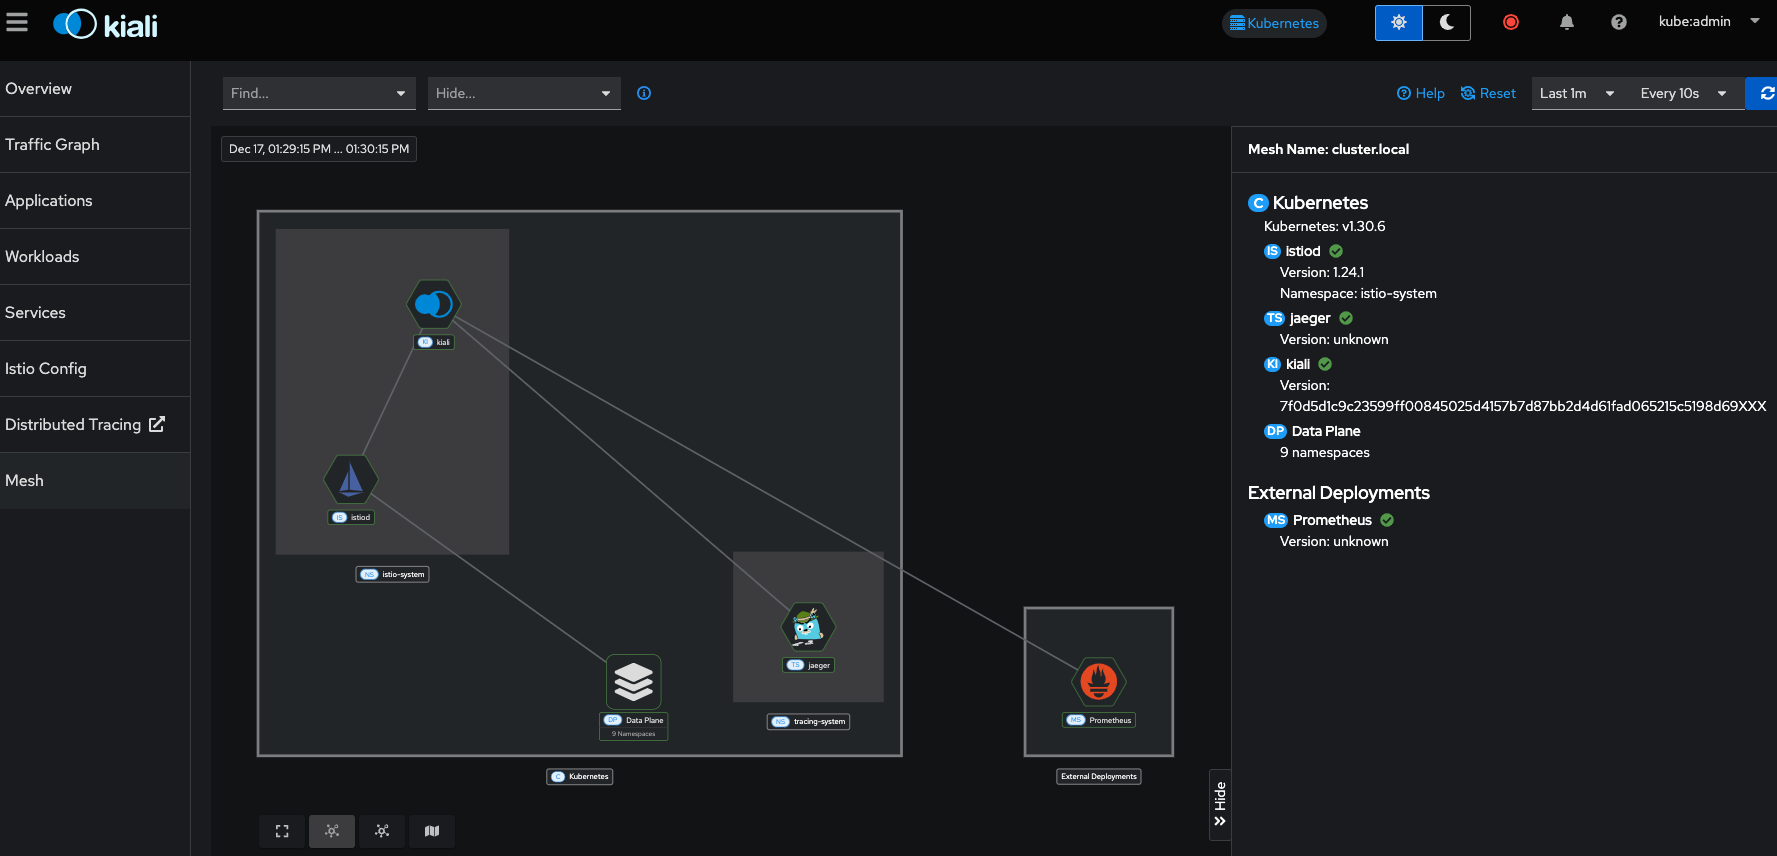 kiali
Kubernetes
kube:admin
Overview
Traffic Graph
Applications
Workloads
Services
Istio Config
Distributed Tracing
Mesh
Find...
Hide...
Help
Reset
Last 1m
Every 10s
Dec 17, 01:29:15 PM ... 01:30:15 PM
KI kiali
IS istiod
NS istio-system
DP Data Plane
9 Namespaces
TS jaeger
NS tracing-system
C Kubernetes
MS Prometheus
External Deployments
Hide
Mesh Name: cluster.local
C Kubernetes
Kubernetes: v1.30.6
IS istiod
Version: 1.24.1
Namespace: istio-system
TS jaeger
Version: unknown
KI kiali
Version:
7f0d5d1c9c23599ff00845025d4157b7d87bb2d4d61fad065215c5198d69XXX
DP Data Plane
9 namespaces
External Deployments
MS Prometheus
Version: unknown